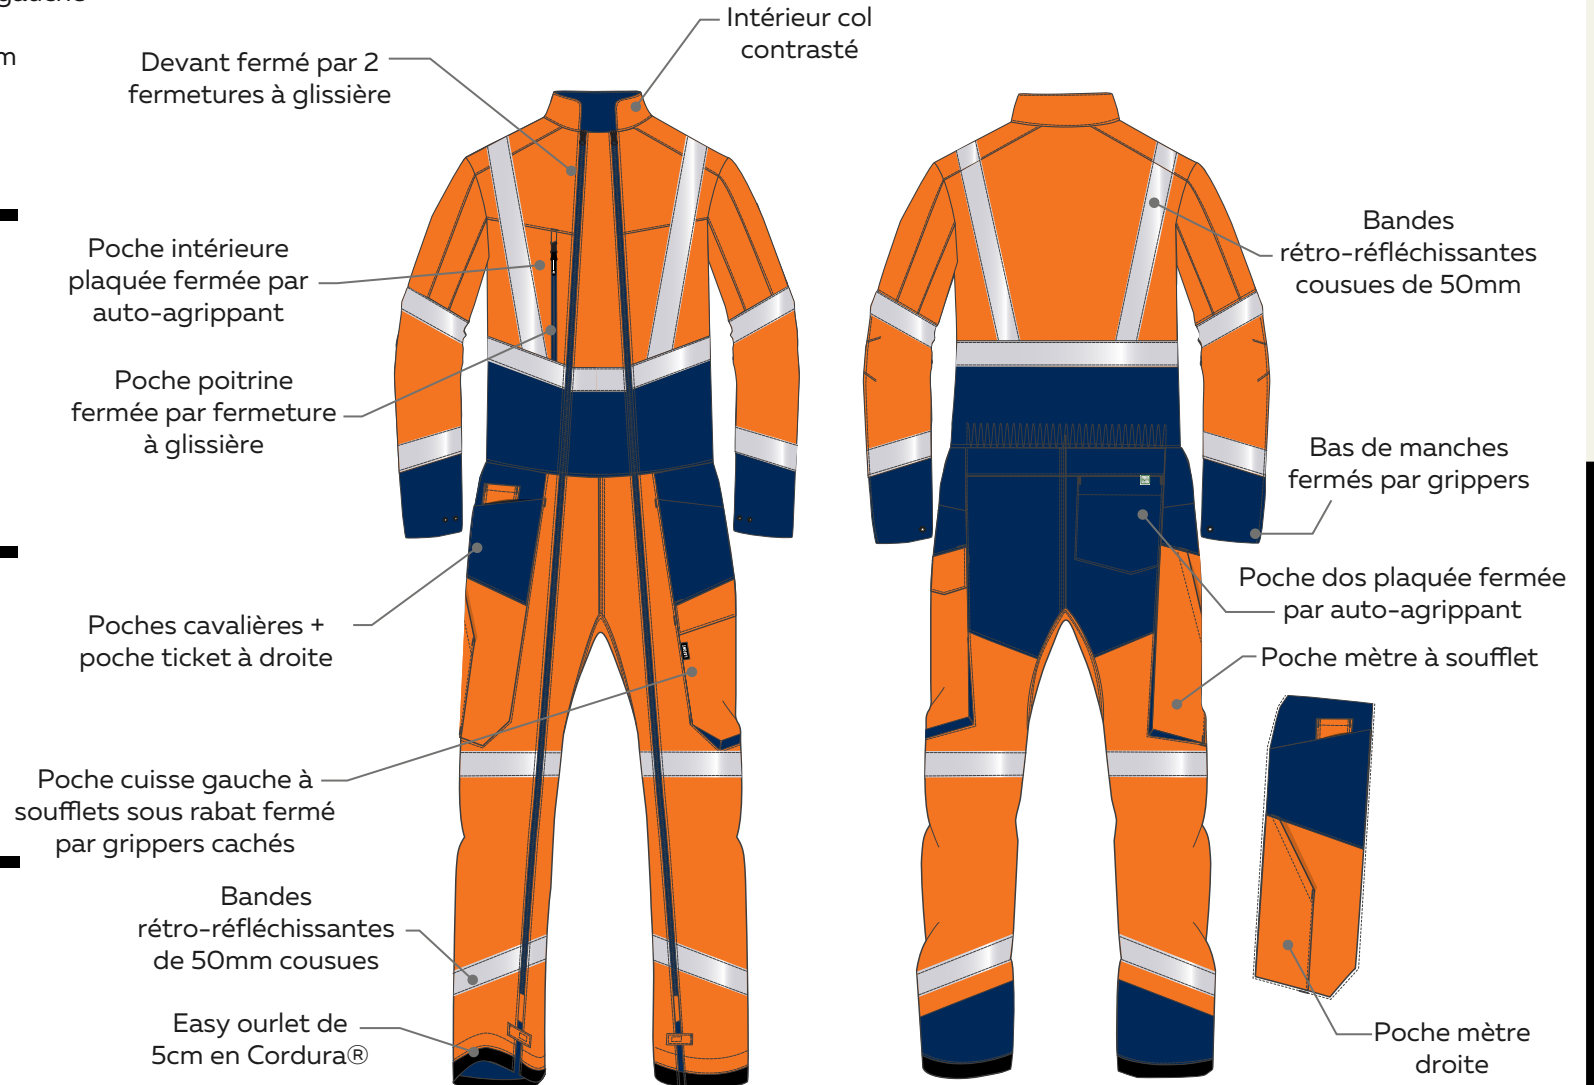 gauche
m
Intérieur col
contrasté
Devant fermé par 2
fermetures à glissière
Poche intérieure
plaquée fermée par
auto-agrippant
Poche poitrine
fermée par fermeture
à glissière
Poches cavalières +
poche ticket à droite
Poche cuisse gauche à
soufflets sous rabat fermé
par grippers cachés
Bandes
rétro-réfléchissantes
de 50mm cousues
Easy ourlet de
5cm en Cordura®
Bandes
rétro-réfléchissantes
cousues de 50mm
Bas de manches
fermés par grippers
Poche dos plaquée fermée
par auto-agrippant
Poche mètre à soufflet
Poche mètre
droite